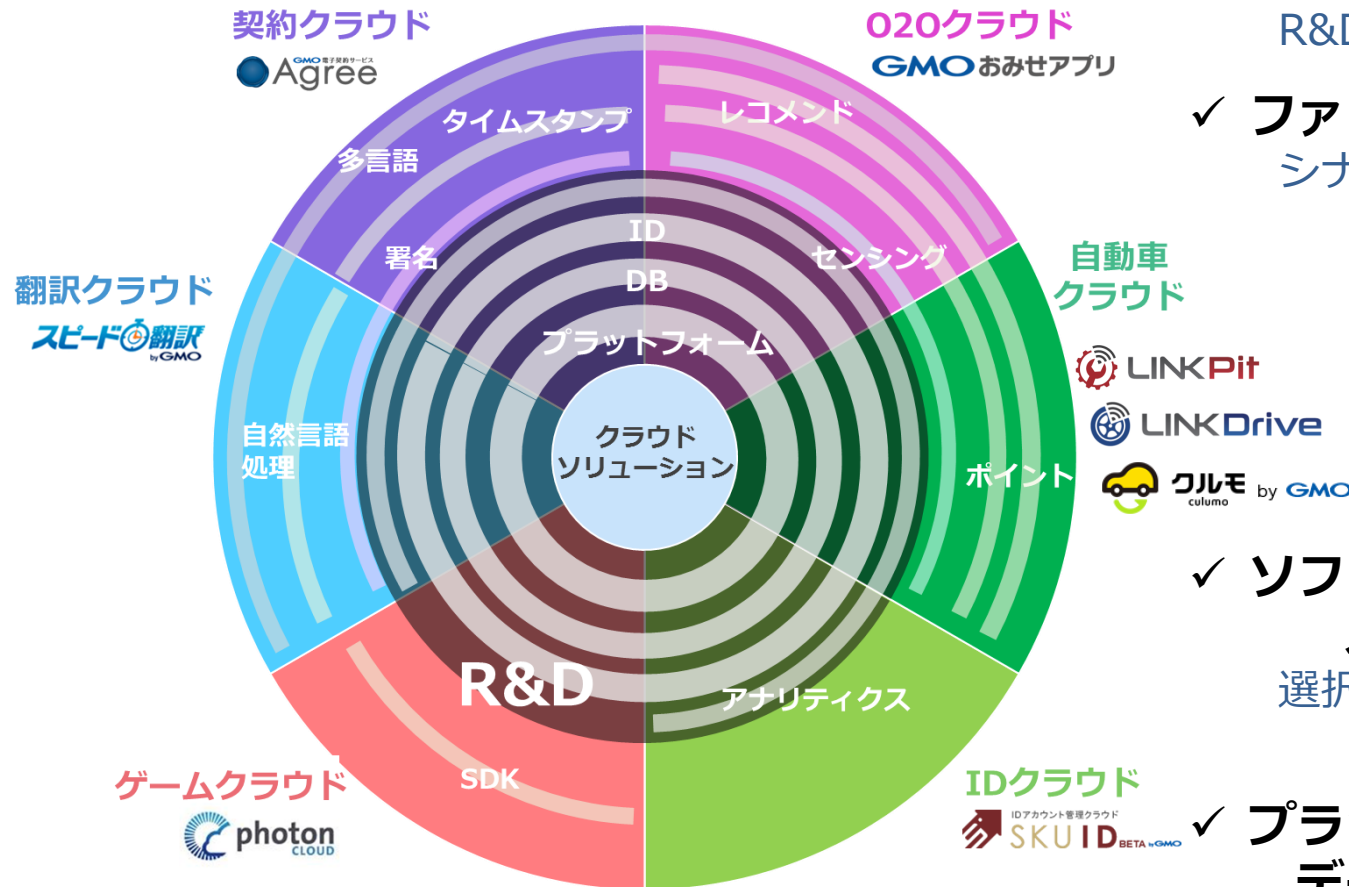 契約クラウド
GMO 電子契約サービス
Agree
O2Oクラウド
GMO おみせアプリ
R&D
✓ ファ
シナ
タイムスタンプ
レコメンド
多言語
署名
ID
センシング
DB
プラットフォーム
自動車
クラウド
翻訳クラウド
スピード翻訳
by GMO
LINKPit
LINKDrive
クルモ by GMO
culumo
自然言語
処理
クラウド
ソリューション
ポイント
✓ ソフ
選択
R&D
アナリティクス
SDK
ゲームクラウド
photon
CLOUD
IDクラウド
IDアカウント管理クラウド
SKUID BETA by GMO
✓ プラ
デー